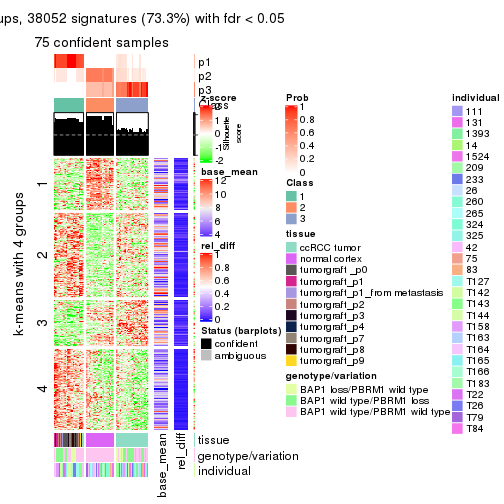 ups, 38052 signatures (73.3%) with fdr < 0.05
75 confident samples
p1
p2
p3
Class
Silhouette
score
z-score
2
0
-2
1
2
3
4
k-means with 4 groups
base_mean
12
10
8
6
4
rel_diff
1
0.8
0.6
0.4
0.2
0
Status (barplots)
confident
ambiguous
tissue
genotype/variation
individual
base_mean
rel_diff
Prob
1
0.8
0.6
0.4
0.2
0
Class
1
2
3
tissue
ccRCC tumor
normal cortex
tumorgraft _p0
tumorgraft_p1
tumorgraft_p1_from metastasis
tumorgraft_p2
tumorgraft_p3
tumorgraft_p4
tumorgraft_p7
tumorgraft_p8
tumorgraft_p9
genotype/variation
BAP1 loss/PBRM1 wild type
BAP1 wild type/PBRM1 loss
BAP1 wild type/PBRM1 wild type
individual
111
131
1393
14
1524
209
233
26
260
265
324
325
42
75
83
T127
T142
T143
T144
T158
T163
T164
T165
T166
T183
T22
T26
T79
T84